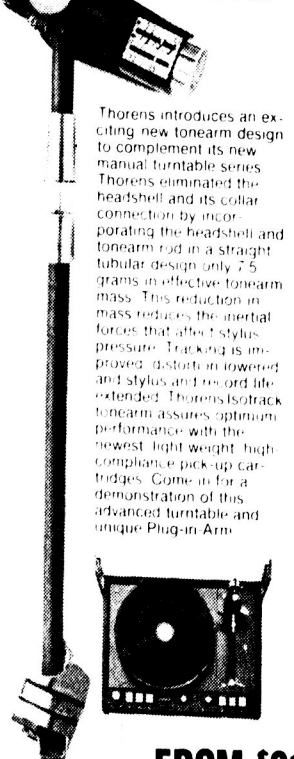 Thorens introduces an ex-
citing new tonearm design
to complement its new
manual turntable series
Thorens eliminated the
headshell and its collar
connection by incor-
porating the headshell and
tonearm rod in a straight
tubular design only 7.5
grams in effective tonearm
mass. This reduction in
mass reduces the inertial
forces that affect stylus
pressure. Tracking is im-
proved, distortion lowered
and stylus and record life
extended. Thorens Isotrack
tonearm assures optimum
performance with the
newest light weight, high
compliance pick-up car-
tridges. Come in for a
demonstration of this
advanced turntable and
unique Plug-in-Arm
FROM